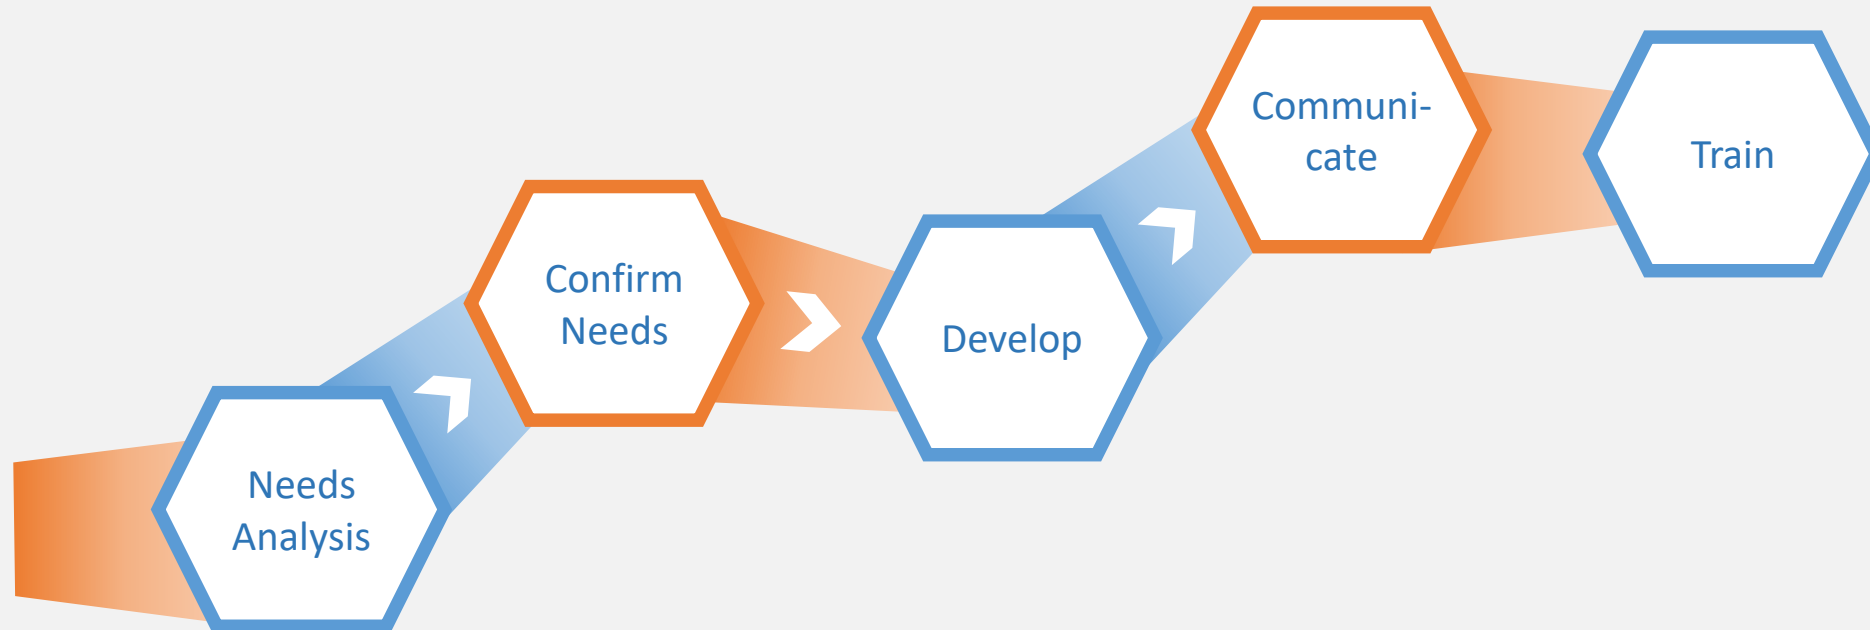 Needs
Analysis
Confirm
Needs
Develop
Communi-
cate
Train